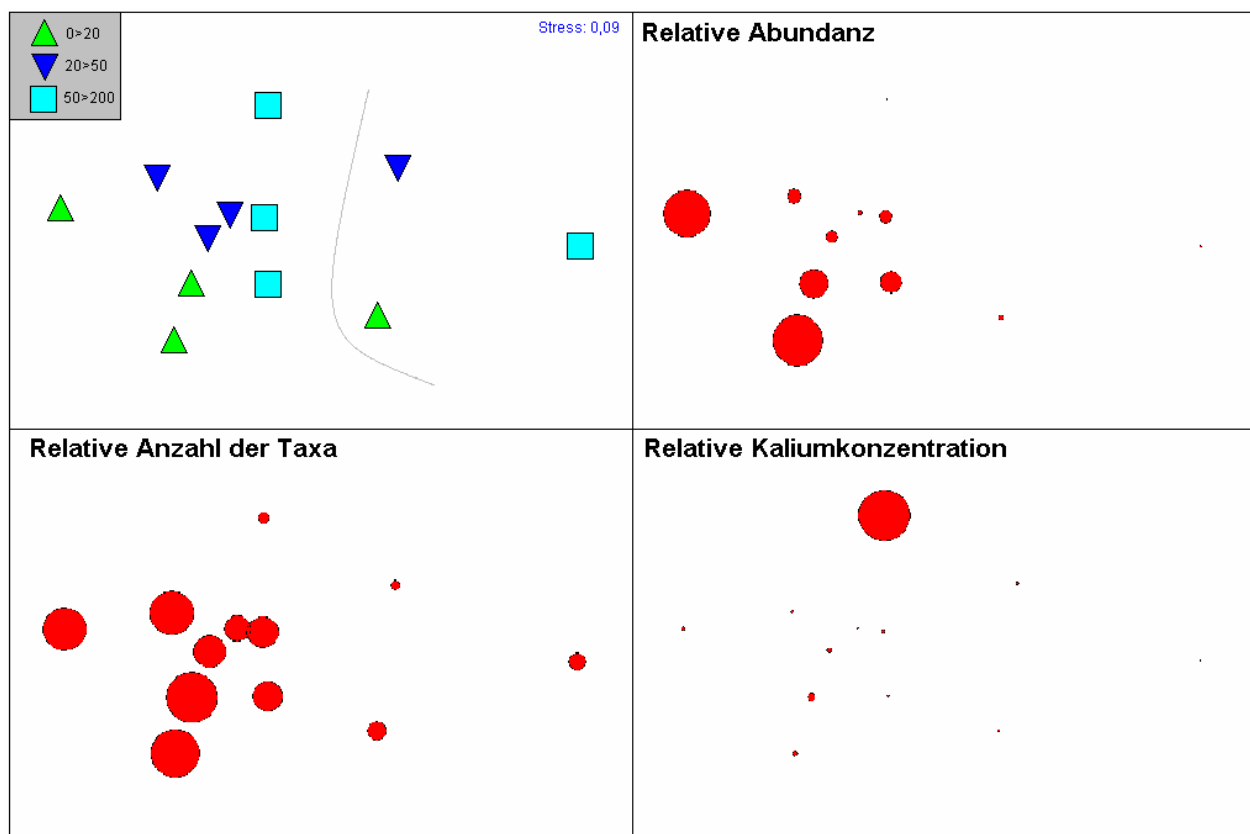 0>20
20>50
50>200
Stress: 0,09
Relative Abundanz
Relative Anzahl der Taxa
Relative Kaliumkonzentration